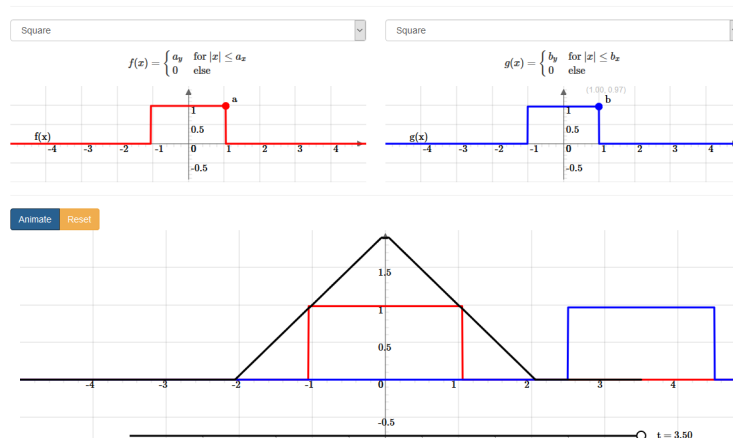 Square
Square
f(x) = { a_y for |x| ≤ a_x
0 else
g(x) = { b_y for |x| ≤ b_x
0 else
(1.00, 0.97)
a
b
1
0.5
f(x)
-4 -3 -2 -1 0 1 2 3 4
-0.5
1
0.5
g(x)
-4 -3 -2 -1 0 1 2 3 4
-0.5
Animate Reset
1.5
1
0.5
-4 -3 -2 -1 0 1 2 3 4
-0.5
t = 3.50